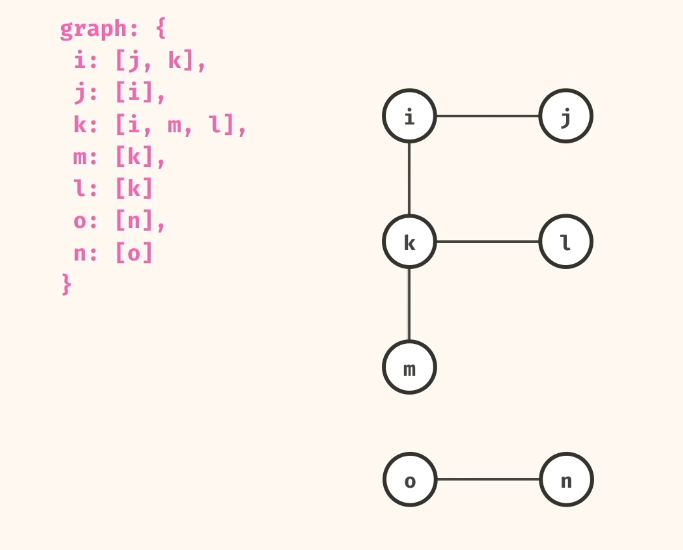 graph: {
i: [j, k],
j: [i],
k: [i, m, l],
m: [k],
l: [k]
o: [n],
n: [o]
}
i
j
k
l
m
o
n